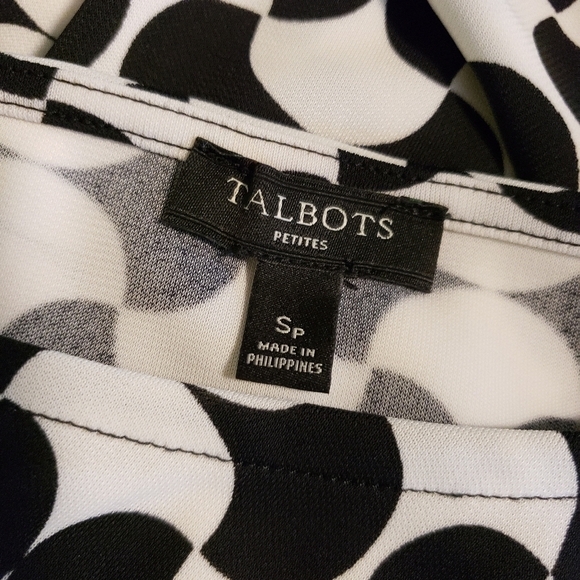 TALBOTS
PETITES
SP
MADE IN
PHILIPPINES